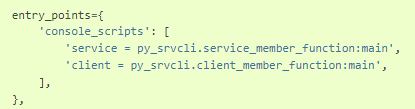 entry_points={
    'console_scripts': [
        'service = py_srvcli.service_member_function:main',
        'client = py_srvcli.client_member_function:main',
    ],
},